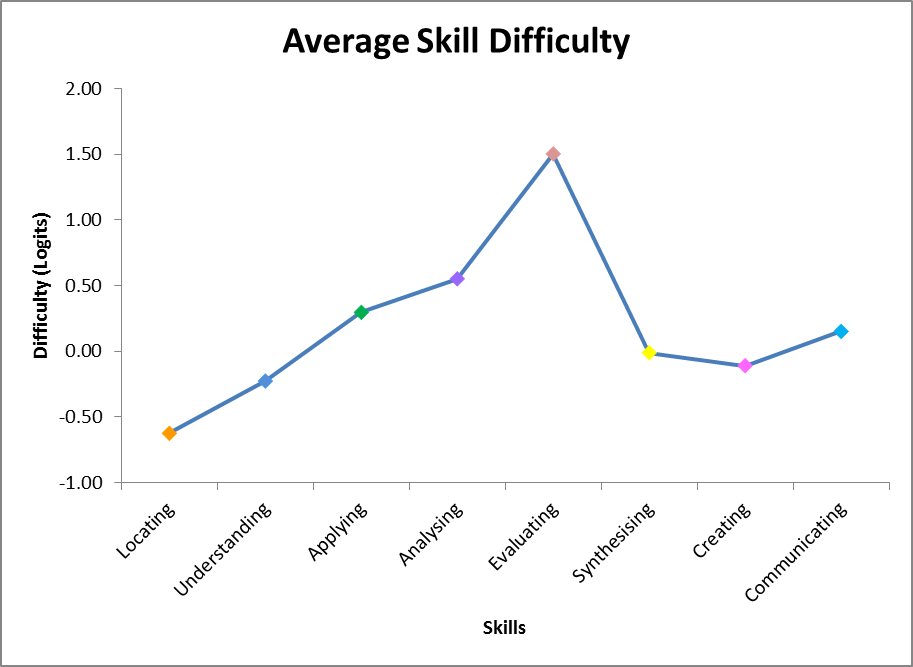 Average Skill Difficulty
2.00
1.50
1.00
0.50
0.00
-0.50
-1.00
Difficulty (Logits)
Locating
Understanding
Applying
Analysing
Evaluating
Synthesising
Creating
Communicating
Skills